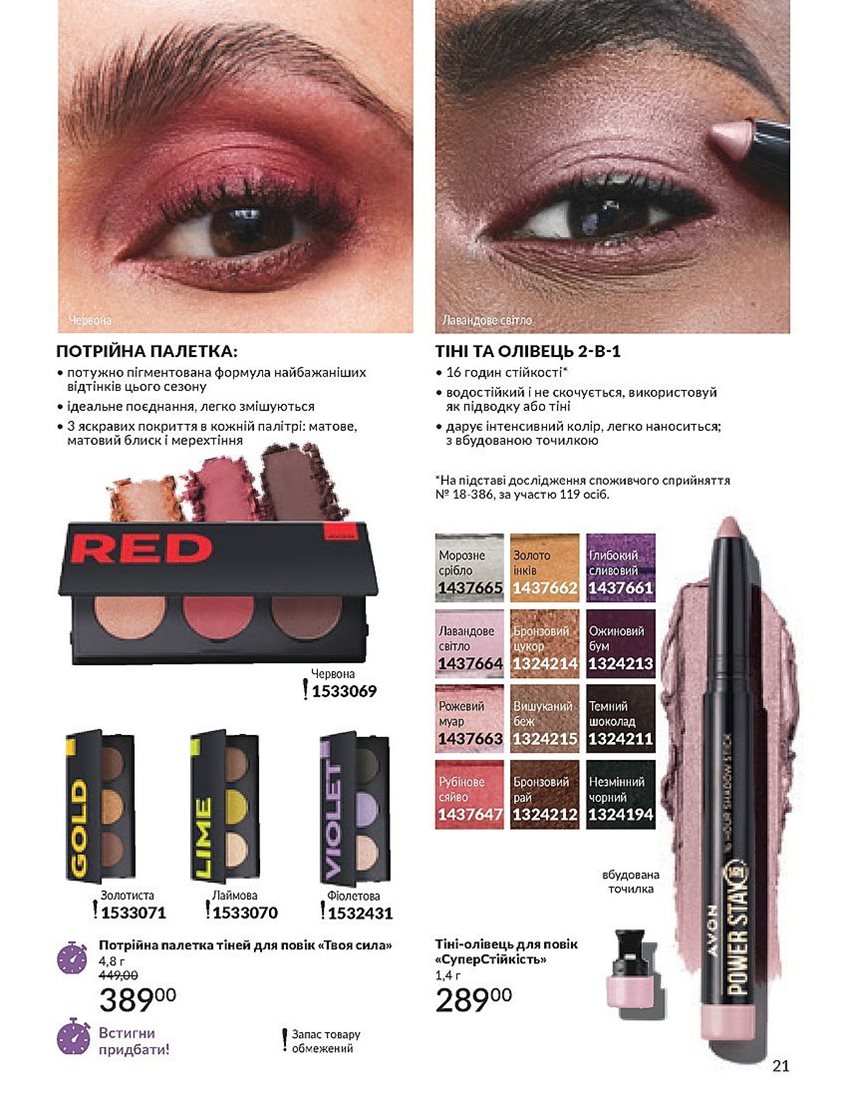 Червона
Лавандове світло
ПОТРІЙНА ПАЛЕТКА:
• потужно пігментована формула найбажаніших
відтінків цього сезону
• ідеальне поєднання, легко змішуються
• 3 яскравих покриття в кожній палітрі: матове,
матовий блиск і мерехтіння
RED
Червона
1533069
GOLD
Золотиста
1533071
LIME
Лаймова
1533070
VIOLET
Фіолетова
1532431
Потрійна палетка тіней для повік «Твоя сила»
4,8 г
449,00
389⁰⁰
Встигни
придбати!
Запас товару
обмежений
ТІНІ ТА ОЛІВЕЦЬ 2-В-1
• 16 годин стійкості*
• водостійкий і не скочується, використовуй
як підводку або тіні
• дарує інтенсивний колір, легко наноситься;
з вбудованою точилкою
*На підставі дослідження споживчого сприйняття
№ 18-386, за участю 119 осіб.
Морозне
срібло
1437665
Золото
інків
1437662
Глибокий
сливовий
1437661
Лавандове
світло
1437664
Бронзовий
цукор
1324214
Ожиновий
бум
1324213
Рожевий
муар
1437663
Вишуканий
беж
1324215
Темний
шоколад
1324211
Рубінове
сяйво
1437647
Бронзовий
рай
1324212
Незмінний
чорний
1324194
вбудована
точилка
AVON
POWER STAY
16-HOUR SHADOW STICK
Тіні-олівець для повік
«СуперСтійкість»
1,4 г
289⁰⁰
21